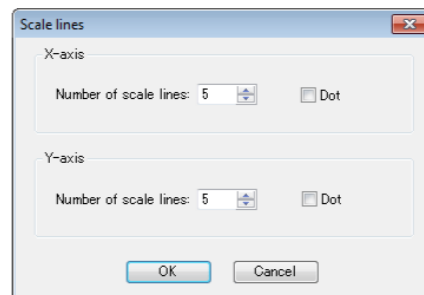 Scale lines
X-axis
Number of scale lines: 5 Dot
Y-axis
Number of scale lines: 5 Dot
OK Cancel